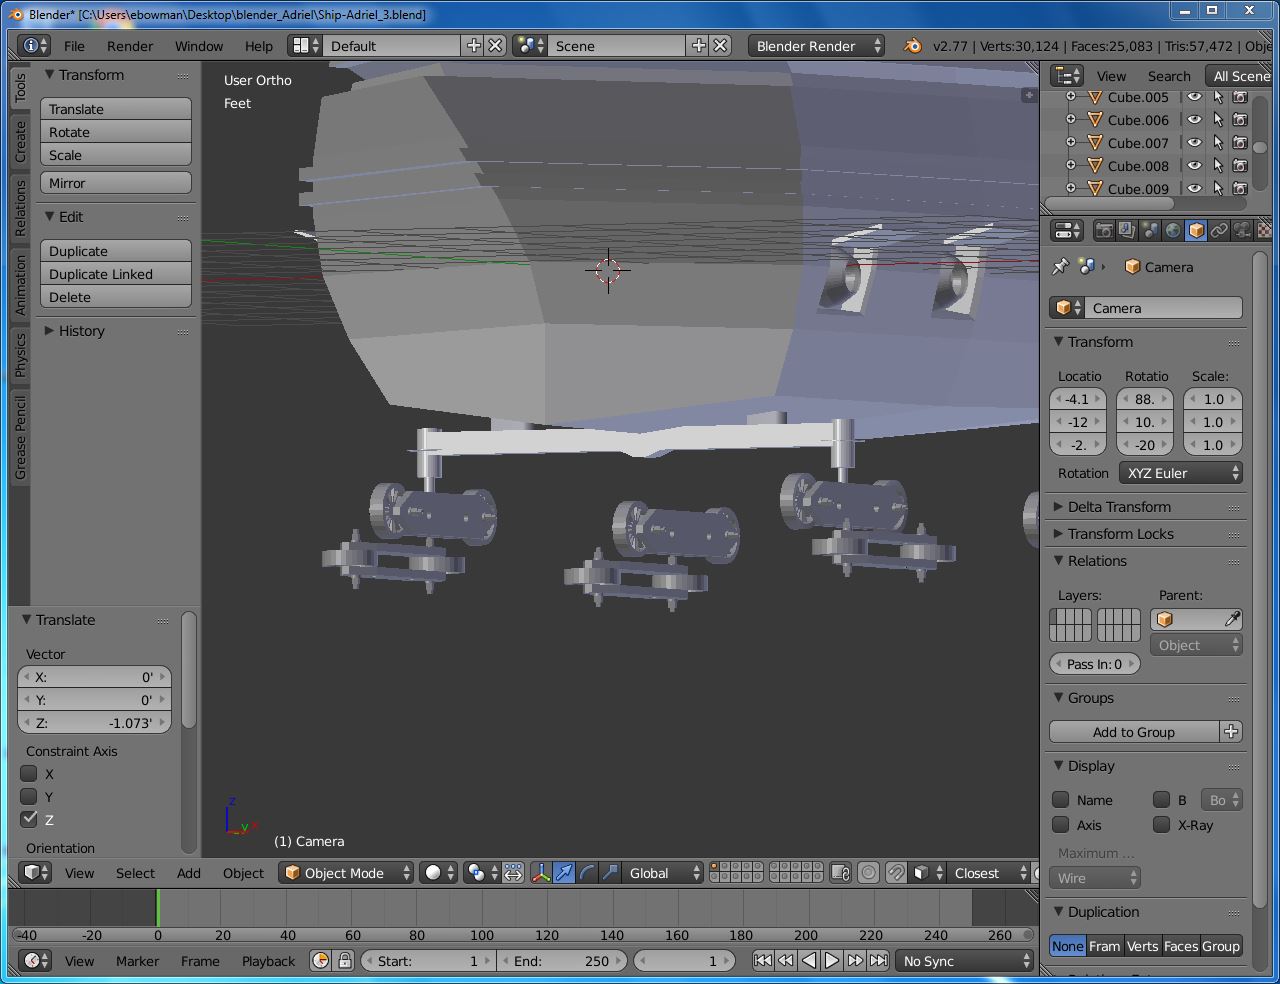 Blender* [C:\Users\ebowman\Desktop\blender_Adriel\Ship-Adriel_3.blend]
File Render Window Help Default Scene Blender Render v2.77 | Verts:30,124 | Faces:25,083 | Tris:57,472 | Obje
Tools
Create
Relations
Animation
Physics
Grease Pencil
Transform
Translate
Rotate
Scale
Mirror
Edit
Duplicate
Duplicate Linked
Delete
History
Translate
Vector
X: 0'
Y: 0'
Z: -1.073'
Constraint Axis
X
Y
Z
Orientation
User Ortho
Feet
z
y x
(1) Camera
View Select Add Object Object Mode Global Closest
-40 -20 0 20 40 60 80 100 120 140 160 180 200 220 240 260
View Marker Frame Playback Start: 1 End: 250 1 No Sync
View Search All Scene
Cube.005
Cube.006
Cube.007
Cube.008
Cube.009
Camera
Camera
Transform
Locatio Rotatio Scale:
-4.1 88. 1.0
-12 10. 1.0
-2. -20 1.0
Rotation XYZ Euler
Delta Transform
Transform Locks
Relations
Layers: Parent:
Object
Pass In: 0
Groups
Add to Group
Display
Name B Bo
Axis X-Ray
Maximum ...
Wire
Duplication
None Fram Verts Faces Group